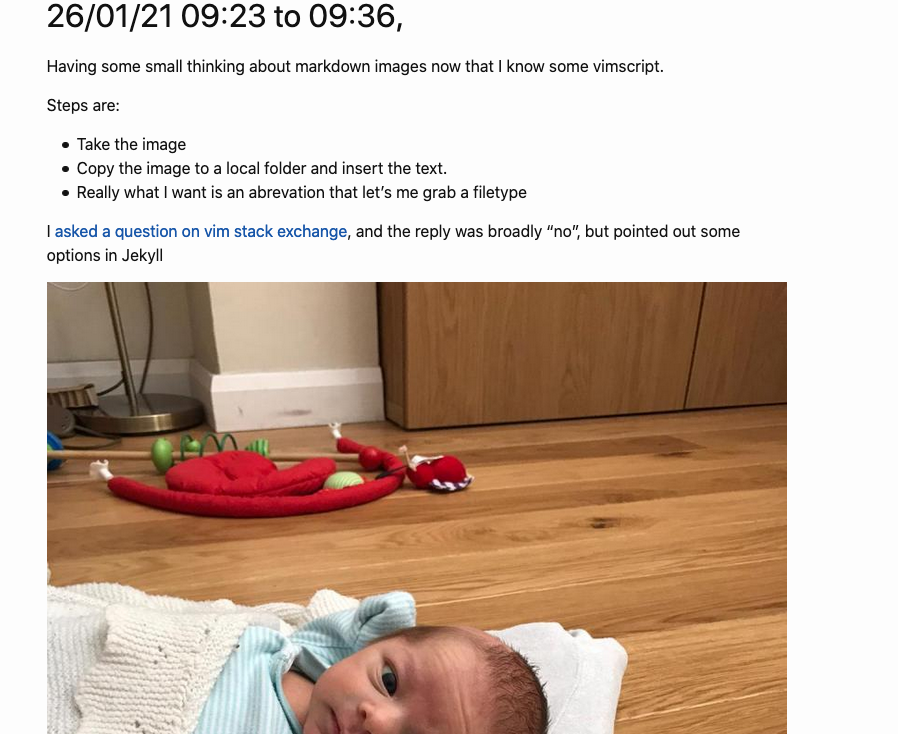 26/01/21 09:23 to 09:36,
Having some small thinking about markdown images now that I know some vimscript.
Steps are:
Take the image
Copy the image to a local folder and insert the text.
Really what I want is an abrevation that let’s me grab a filetype
I asked a question on vim stack exchange, and the reply was broadly “no”, but pointed out some
options in Jekyll